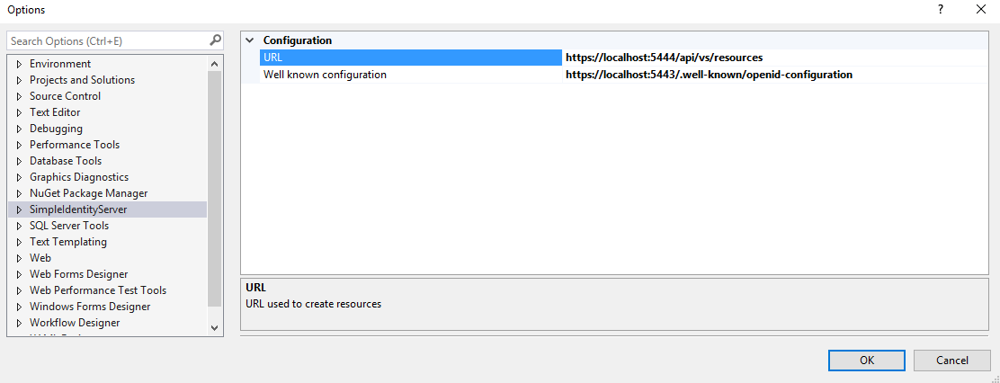 Options
?
Search Options (Ctrl+E)
Environment
Projects and Solutions
Source Control
Text Editor
Debugging
Performance Tools
Database Tools
Graphics Diagnostics
NuGet Package Manager
SimpleIdentityServer
SQL Server Tools
Text Templating
Web
Web Forms Designer
Web Performance Test Tools
Windows Forms Designer
Workflow Designer
Configuration
URL https://localhost:5444/api/vs/resources
Well known configuration https://localhost:5443/.well-known/openid-configuration
URL
URL used to create resources
OK Cancel